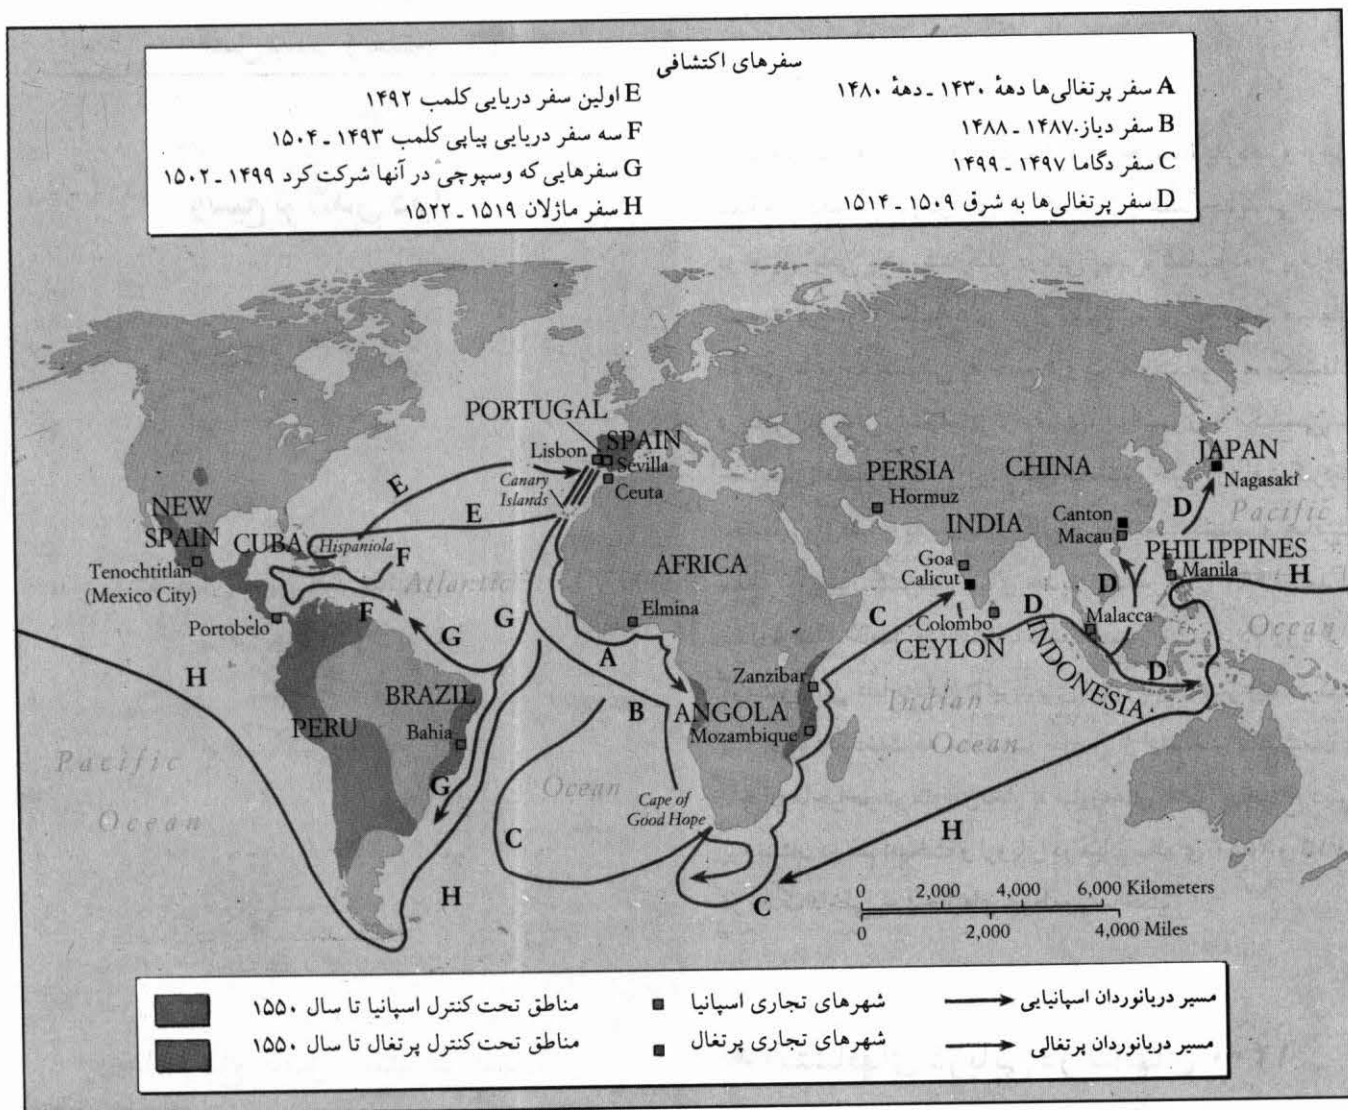 سفرهای اکتشافی
A سفر پرتغالی‌ها دههٔ ۱۴۳۰ ـ دههٔ ۱۴۸۰
B سفر دیاز ۱۴۸۷ ـ ۱۴۸۸
C سفر دگاما ۱۴۹۷ - ۱۴۹۹
D سفر پرتغالی‌ها به شرق ۱۵۰۹ ـ ۱۵۱۴
E اولین سفر دریایی کلمب ۱۴۹۲
F سه سفر دریایی پیاپی کلمب ۱۴۹۳ ـ ۱۵۰۴
G سفرهایی که وسپوچی در آنها شرکت کرد ۱۴۹۹ ـ ۱۵۰۲
H سفر ماژلان ۱۵۱۹ ـ ۱۵۲۲
PORTUGAL
Lisbon
SPAIN
Sevilla
Ceuta
Canary
Islands
E
E
NEW
SPAIN
CUBA
Hispaniola
F
Tenochtitlan
(Mexico City)
Portobelo
F
G
G
Atlantic
Ocean
AFRICA
Elmina
A
B
PERSIA
Hormuz
CHINA
JAPAN
Nagasaki
D
Pacific
Ocean
INDIA
Canton
Macau
Goa
Calicut
PHILIPPINES
Manila
H
C
Colombo
CEYLON
D
D
Malacca
INDONESIA
D
Zanzibar
ANGOLA
Mozambique
Indian
Ocean
H
BRAZIL
PERU
Bahia
G
Pacific
Ocean
Cape of
Good Hope
C
H
C
H
0 2,000 4,000 6,000 Kilometers
0 2,000 4,000 Miles
مسیر دریانوردان اسپانیایی
شهرهای تجاری اسپانیا
مناطق تحت کنترل اسپانیا تا سال ۱۵۵۰
مسیر دریانوردان پرتغالی
شهرهای تجاری پرتغال
مناطق تحت کنترل پرتغال تا سال ۱۵۵۰